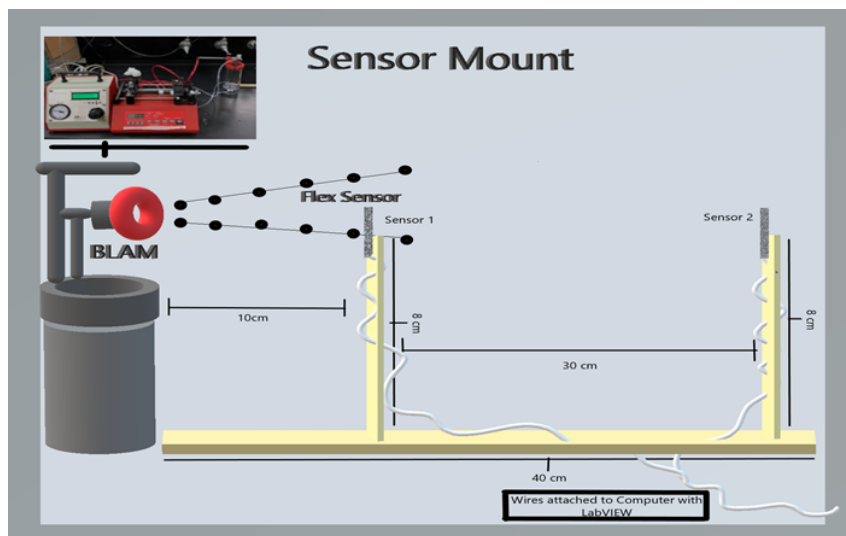 Sensor Mount
Flex Sensor
Sensor 1
Sensor 2
BLAM
10cm
8 cm
8 cm
30 cm
40 cm
Wires attached to Computer with
LabVIEW